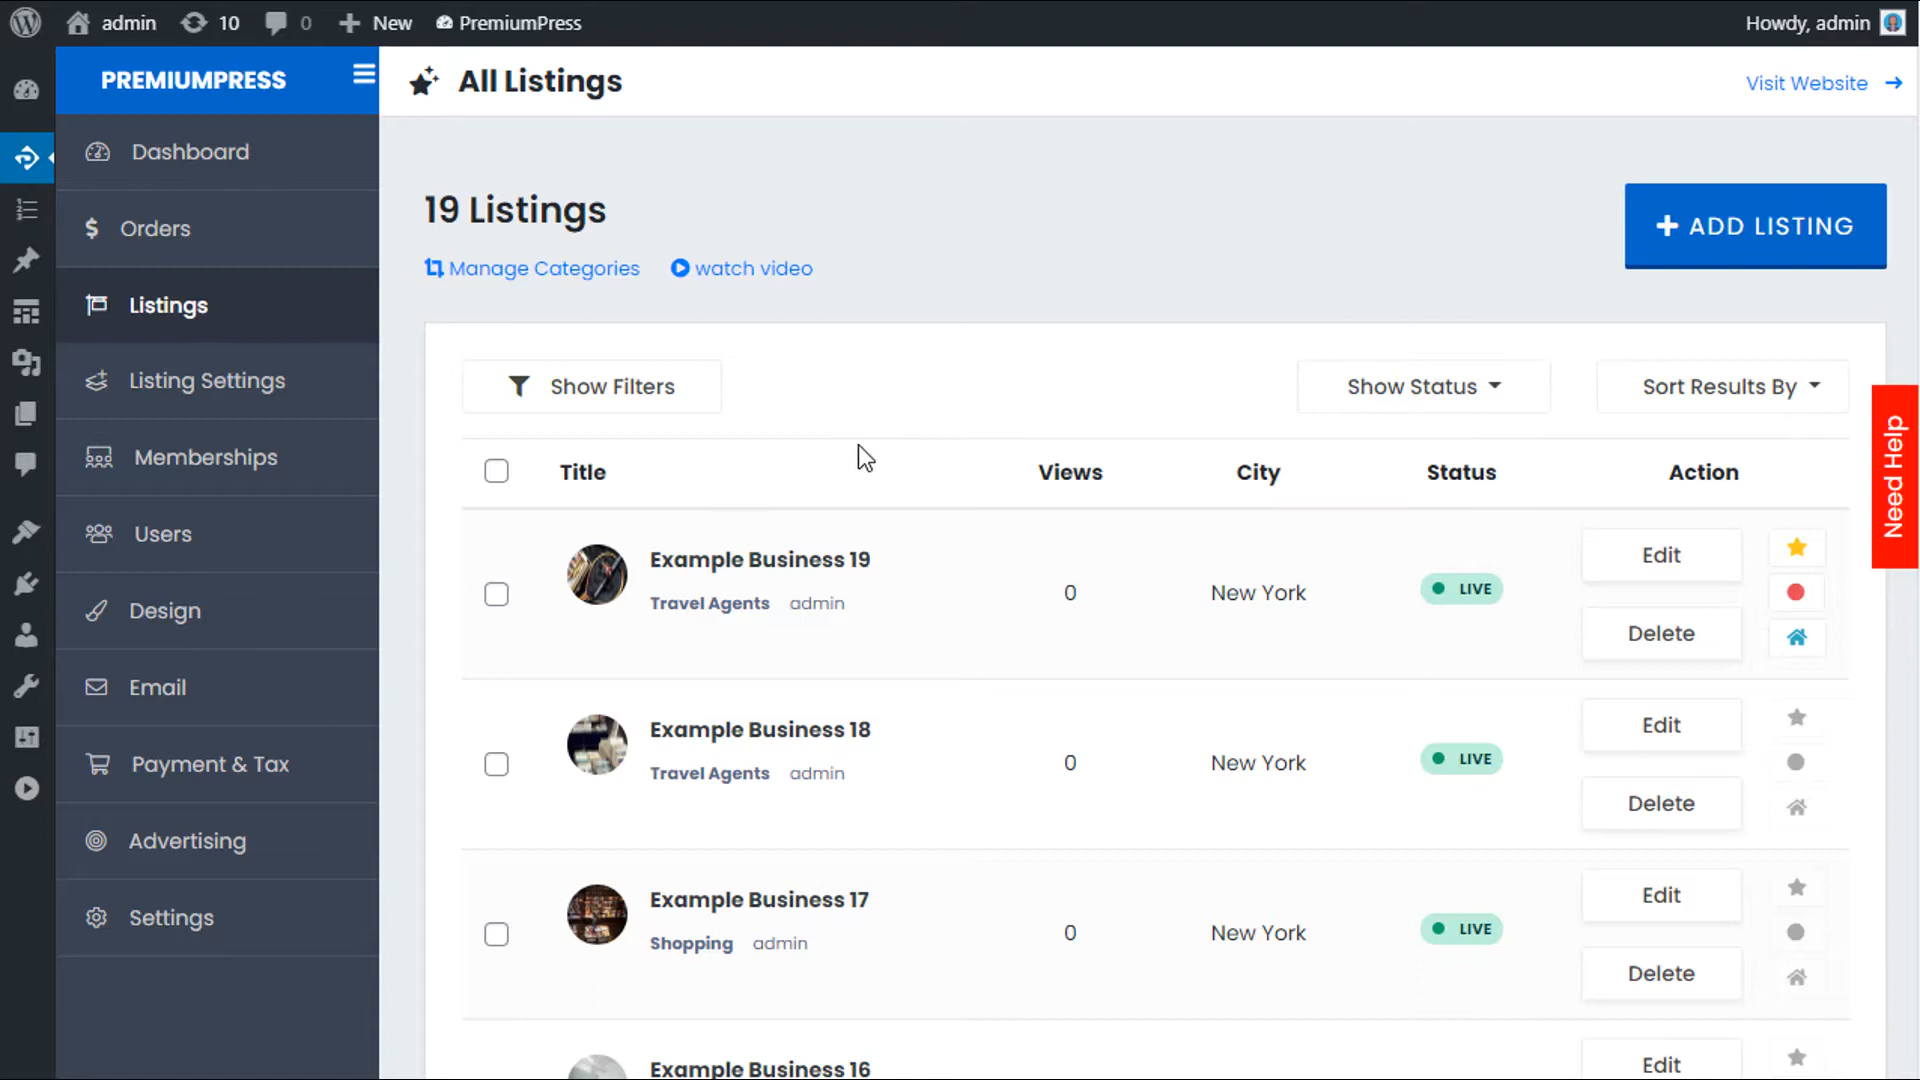 admin 10 0 New PremiumPress Howdy, admin
PREMIUMPRESS
All Listings
Visit Website
Dashboard
Orders
Listings
Listing Settings
Memberships
Users
Design
Email
Payment & Tax
Advertising
Settings
19 Listings
Manage Categories watch video
ADD LISTING
Show Filters Show Status Sort Results By
Title Views City Status Action
Example Business 19
Travel Agents admin
0 New York LIVE
Edit
Delete
Example Business 18
Travel Agents admin
0 New York LIVE
Edit
Delete
Example Business 17
Shopping admin
0 New York LIVE
Edit
Delete
Example Business 16
Edit
Need Help